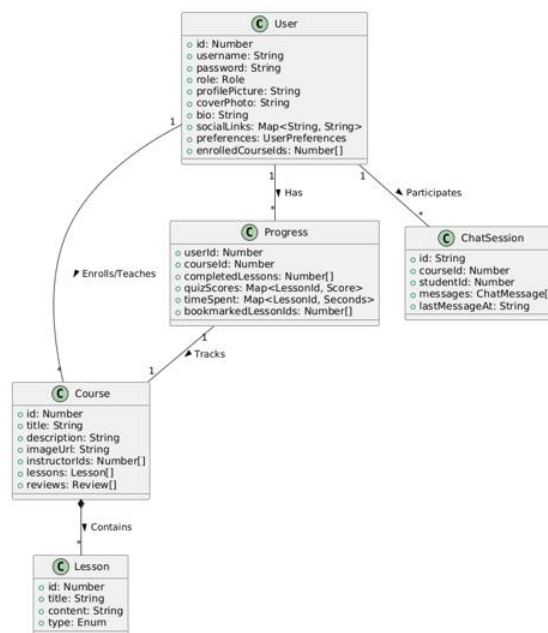 C User
id: Number
username: String
password: String
role: Role
profilePicture: String
coverPhoto: String
bio: String
socialLinks: Map<String, String>
preferences: UserPreferences
enrolledCourseIds: Number[]
1
1
1
Has
Participates
*
*
C Progress
userId: Number
courseId: Number
completedLessons: Number[]
quizScores: Map<LessonId, Score>
timeSpent: Map<LessonId, Seconds>
bookmarkedLessonIds: Number[]
C ChatSession
id: String
courseId: Number
studentId: Number
messages: ChatMessage[
lastMessageAt: String
Enrolls/Teaches
1
Tracks
*
1
C Course
id: Number
title: String
description: String
imageUrl: String
instructorIds: Number[]
lessons: Lesson[]
reviews: Review[]
Contains
*
C Lesson
id: Number
title: String
content: String
type: Enum